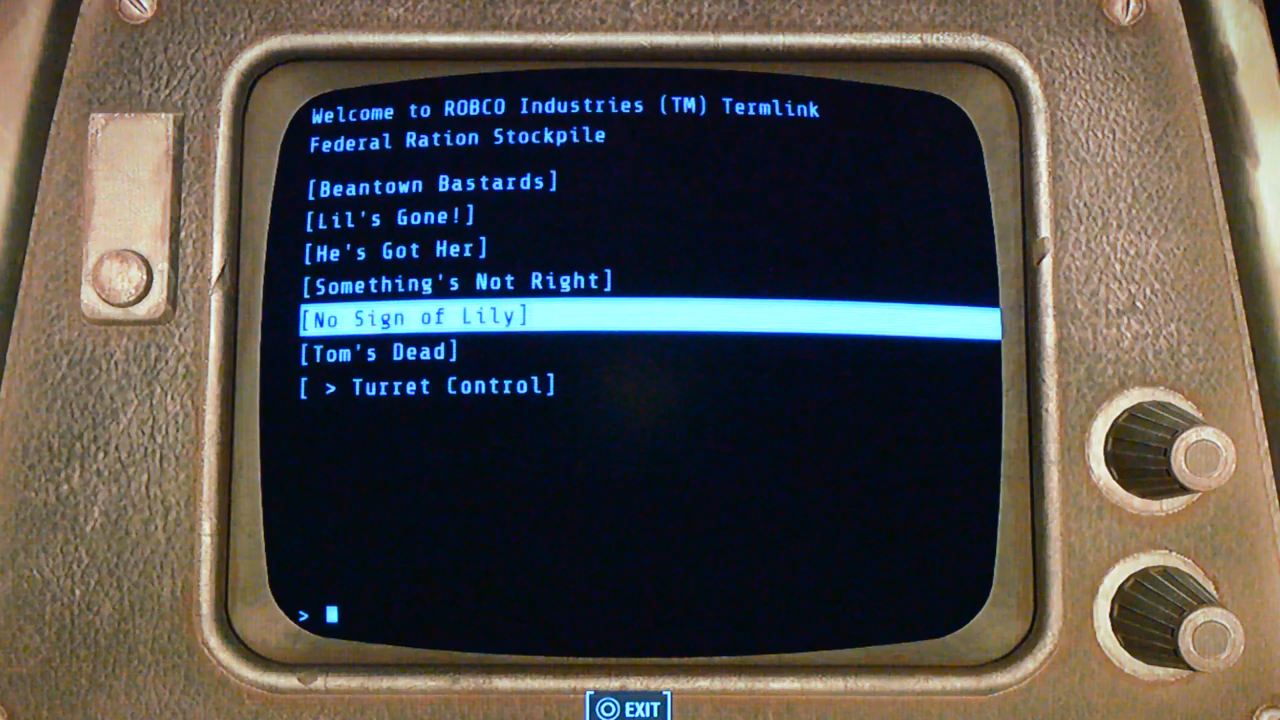 Welcome to ROBCO Industries (TM) Termlink
Federal Ration Stockpile
[Beantown Bastards]
[Lil's Gone!]
[He's Got Her]
[Something's Not Right]
[No Sign of Lily]
[Tom's Dead]
[ > Turret Control]
>
EXIT